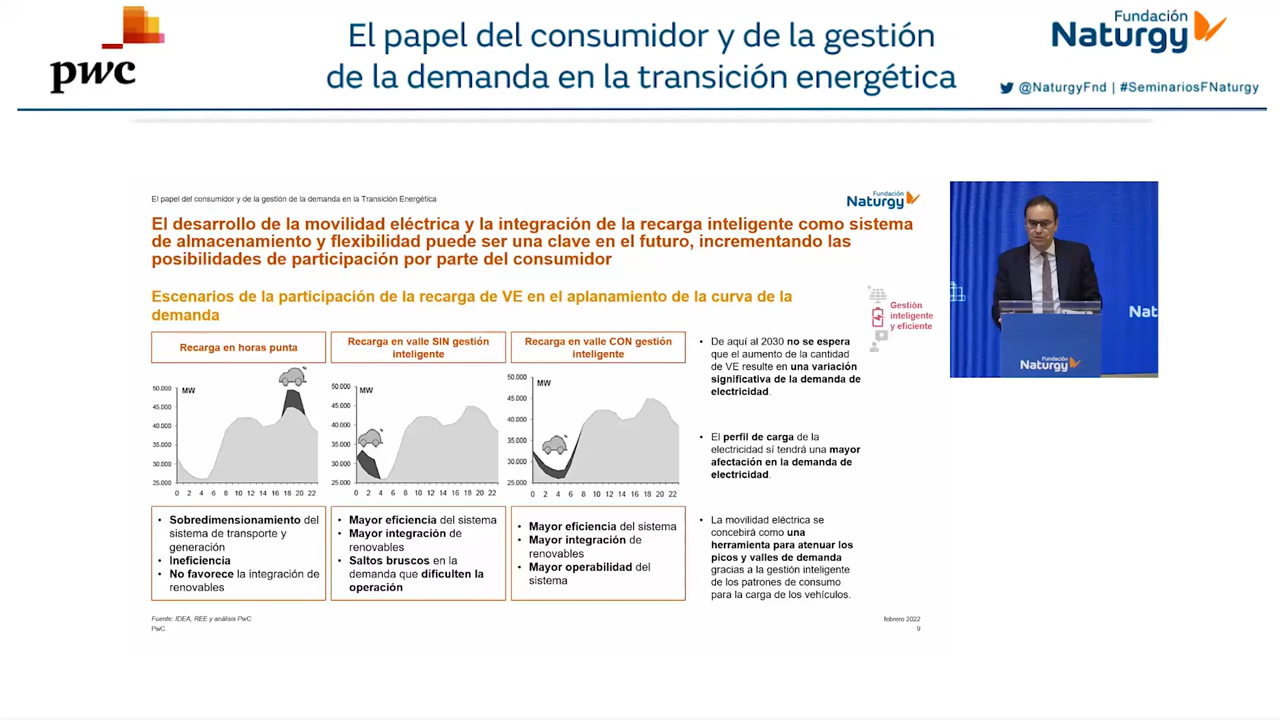 pwc
El papel del consumidor y de la gestión
de la demanda en la transición energética
Fundación
Naturgy
@NaturgyFnd | #SeminariosFNaturgy
El papel del consumidor y de la gestión de la demanda en la Transición Energética
Fundación
Naturgy
El desarrollo de la movilidad eléctrica y la integración de la recarga inteligente como sistema
de almacenamiento y flexibilidad puede ser una clave en el futuro, incrementando las
posibilidades de participación por parte del consumidor
Escenarios de la participación de la recarga de VE en el aplanamiento de la curva de la
demanda
Gestión
inteligente
y eficiente
Recarga en horas punta
Recarga en valle SIN gestión
inteligente
Recarga en valle CON gestión
inteligente
MW
50.000
45.000
40.000
35.000
30.000
25.000
0 2 4 6 8 10 12 14 16 18 20 22
MW
50.000
45.000
40.000
35.000
30.000
25.000
0 2 4 6 8 10 12 14 16 18 20 22
MW
50.000
45.000
40.000
35.000
30.000
25.000
0 2 4 6 8 10 12 14 16 18 20 22
• Sobredimensionamiento del
sistema de transporte y
generación
• Ineficiencia
• No favorece la integración de
renovables
• Mayor eficiencia del sistema
• Mayor integración de
renovables
• Saltos bruscos en la
demanda que dificulten la
operación
• Mayor eficiencia del sistema
• Mayor integración de
renovables
• Mayor operabilidad del
sistema
• De aquí al 2030 no se espera
que el aumento de la cantidad
de VE resulte en una variación
significativa de la demanda de
electricidad.
• El perfil de carga de la
electricidad sí tendrá una mayor
afectación en la demanda de
electricidad.
• La movilidad eléctrica se
concebirá como una
herramienta para atenuar los
picos y valles de demanda
gracias a la gestión inteligente
de los patrones de consumo
para la carga de los vehículos.
Fuente: IDEA, REE y análisis PwC
PwC
febrero 2022
9
Nat
Fundación
Naturgy